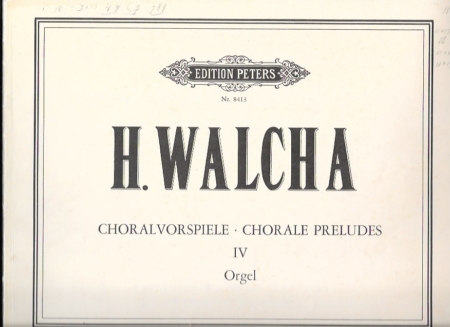 EDITION PETERS
Nr. 8413
H. WALCHA
CHORALVORSPIELE · CHORALE PRELUDES
IV
Orgel